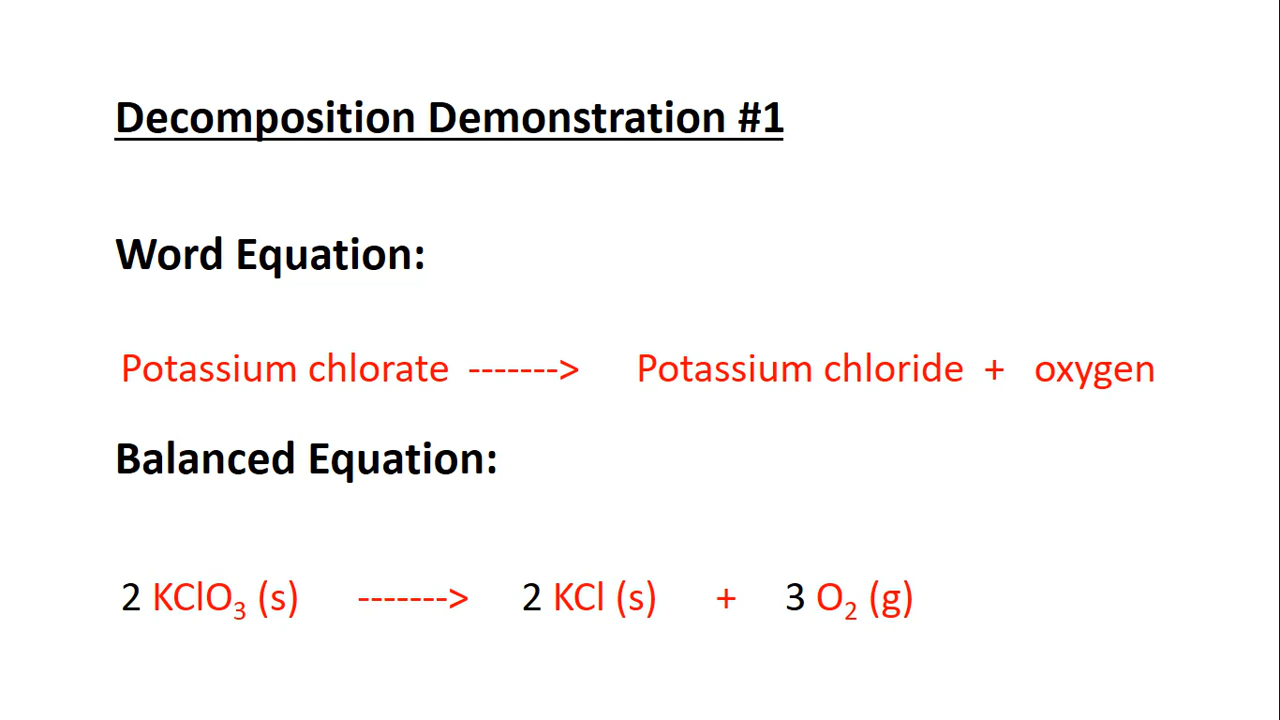 Decomposition Demonstration #1
Word Equation:
Potassium chlorate -------> Potassium chloride + oxygen
Balanced Equation:
2 KClO₃ (s) -------> 2 KCl (s) + 3 O₂ (g)